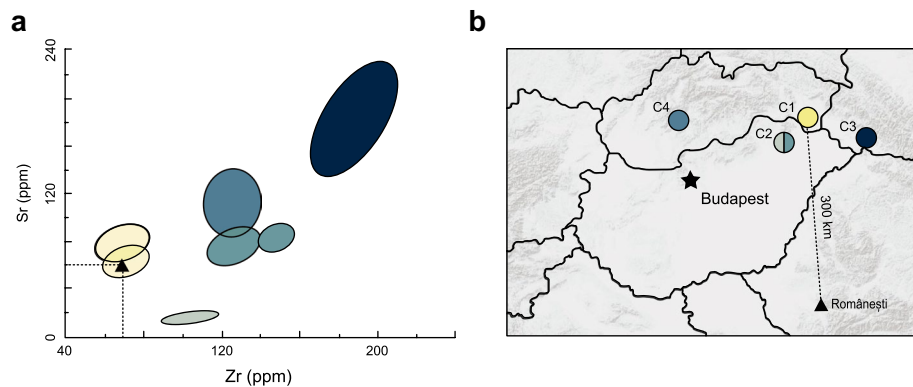 a
240
120
0
Sr (ppm)
40
120
200
Zr (ppm)
b
C4
C1
C2
C3
Budapest
300 km
Românești